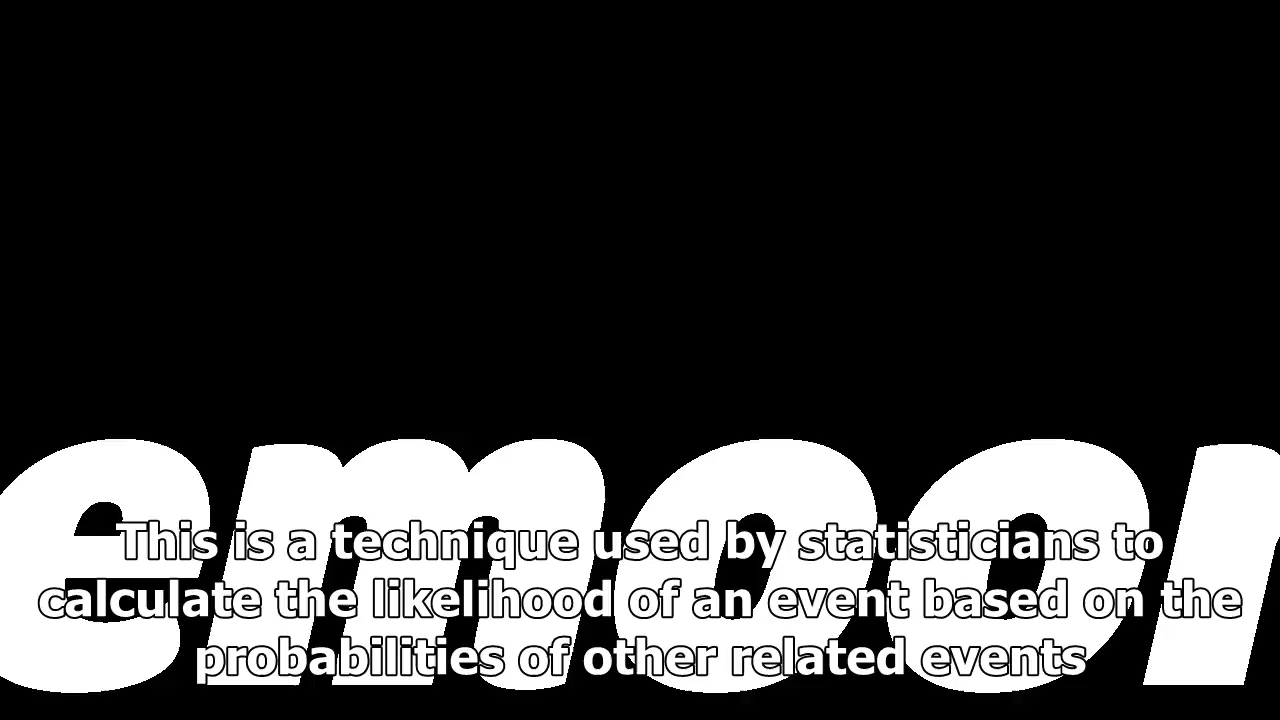 emoor
This is a technique used by statisticians to
calculate the likelihood of an event based on the
probabilities of other related events